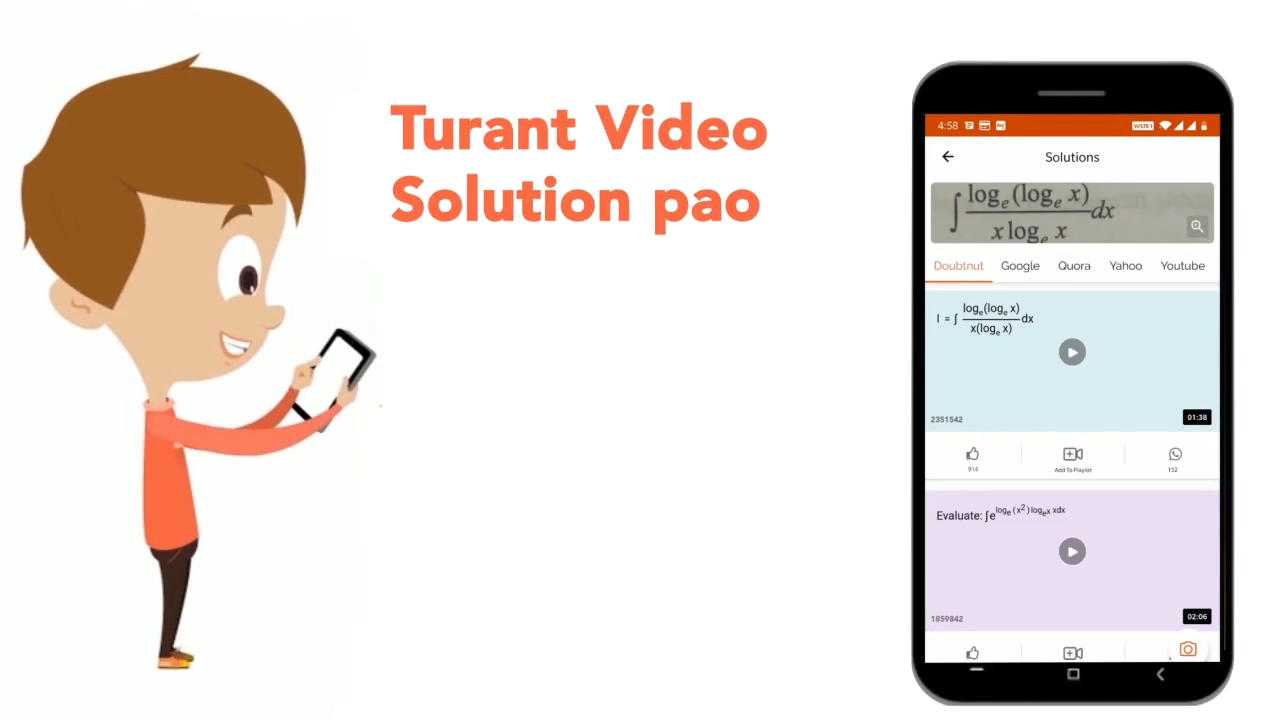 Turant Video
Solution pao
4:58
VoLTE1
Solutions
∫ logₑ(logₑ x) / x logₑ x dx
Doubtnut Google Quora Yahoo Youtube
I = ∫ logₑ(logₑ x) / x(logₑ x) dx
2351542
01:38
914
Add To Playlist
152
Evaluate: ∫e^logₑ(x²)logₑx xdx
1859842
02:06